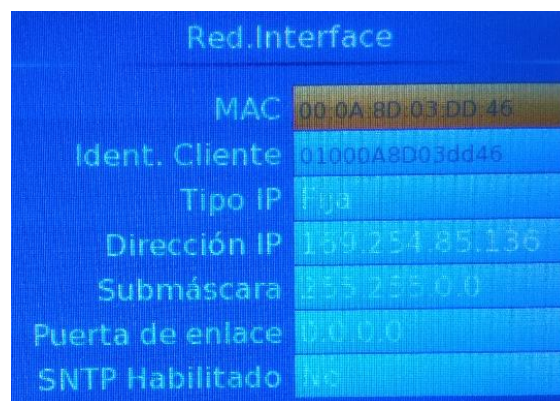 Red.Interface
MAC 00:0A:8D:03:DD:46
Ident. Cliente 01000A8D03dd46
Tipo IP Fija
Dirección IP 169.254.85.136
Submáscara 255.255.0.0
Puerta de enlace 0.0.0.0
SNTP Habilitado No